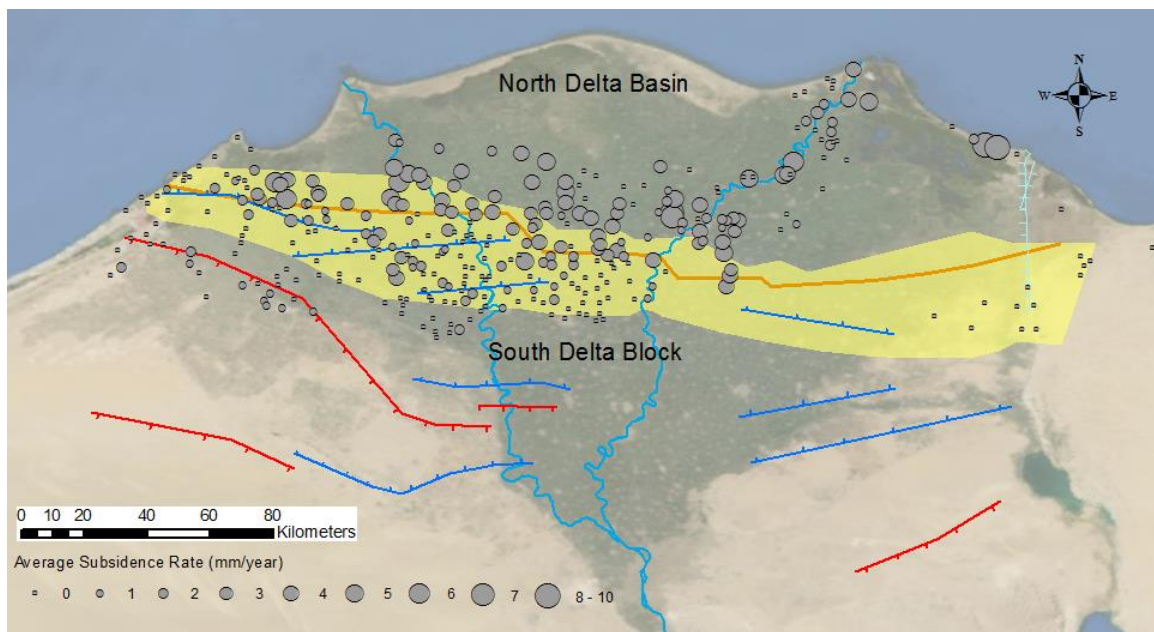 North Delta Basin
N
W E
S
South Delta Block
0 10 20 40 60 80
Kilometers
Average Subsidence Rate (mm/year)
0 1 2 3 4 5 6 7 8 - 10